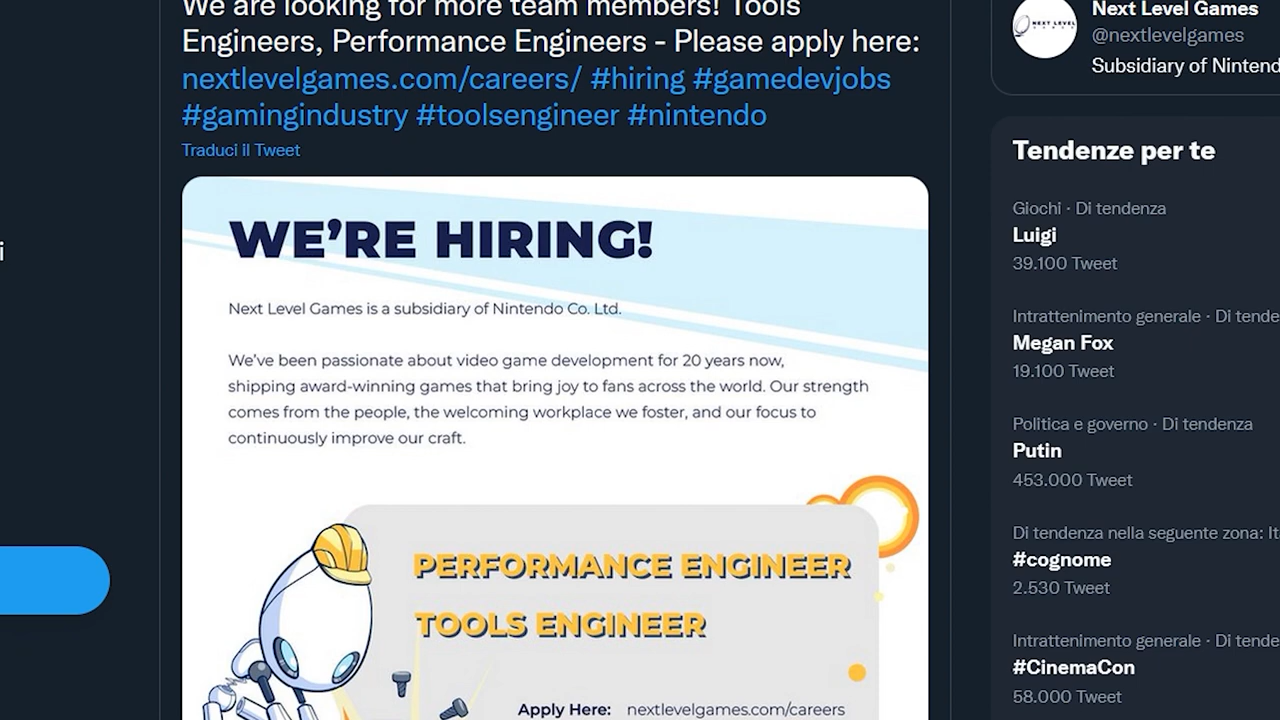 We are looking for more team members! Tools
Engineers, Performance Engineers - Please apply here:
nextlevelgames.com/careers/ #hiring #gamedevjobs
#gamingindustry #toolsengineer #nintendo
Traduci il Tweet
WE'RE HIRING!
Next Level Games is a subsidiary of Nintendo Co. Ltd.
We've been passionate about video game development for 20 years now,
shipping award-winning games that bring joy to fans across the world. Our strength
comes from the people, the welcoming workplace we foster, and our focus to
continuously improve our craft.
PERFORMANCE ENGINEER
TOOLS ENGINEER
Apply Here: nextlevelgames.com/careers
NEXT LEVEL
Next Level Games
@nextlevelgames
Subsidiary of Nintend
Tendenze per te
Giochi · Di tendenza
Luigi
39.100 Tweet
Intrattenimento generale · Di tende
Megan Fox
19.100 Tweet
Politica e governo · Di tendenza
Putin
453.000 Tweet
Di tendenza nella seguente zona: It
#cognome
2.530 Tweet
Intrattenimento generale · Di tende
#CinemaCon
58.000 Tweet